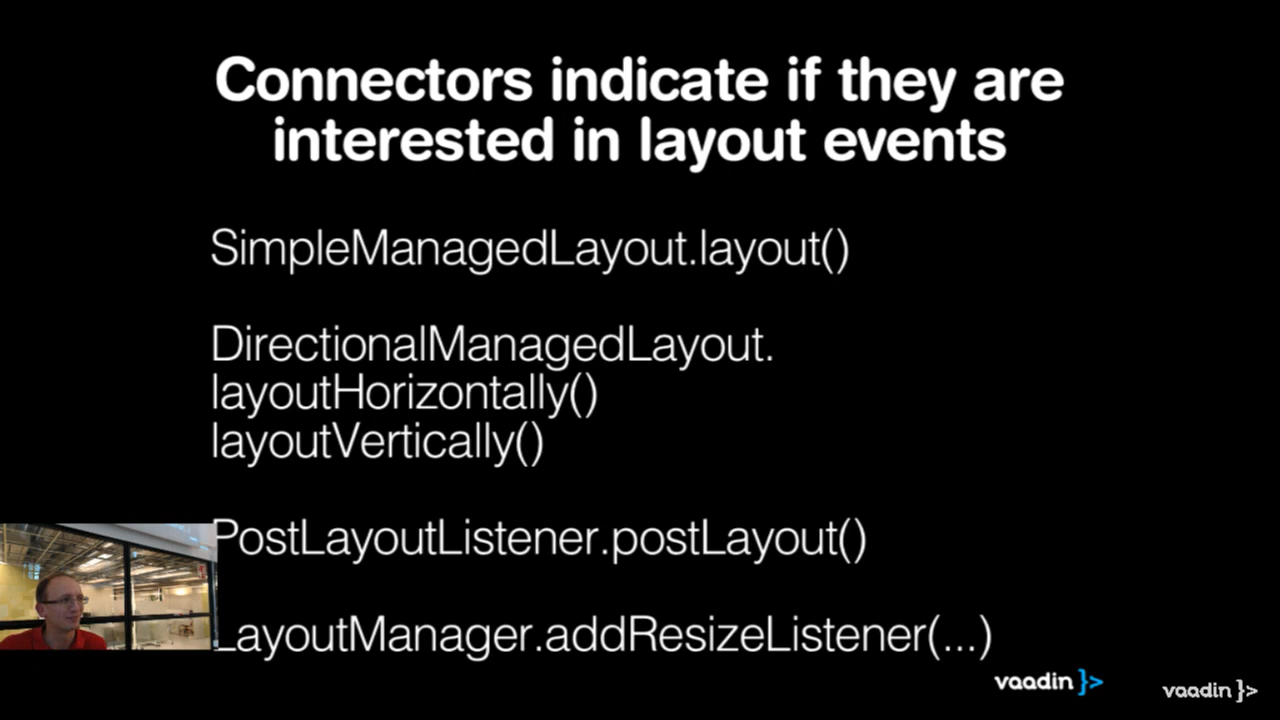 Connectors indicate if they are
interested in layout events
SimpleManagedLayout.layout()
DirectionalManagedLayout.
layoutHorizontally()
layoutVertically()
PostLayoutListener.postLayout()
LayoutManager.addResizeListener(...)
vaadin }>
vaadin }>